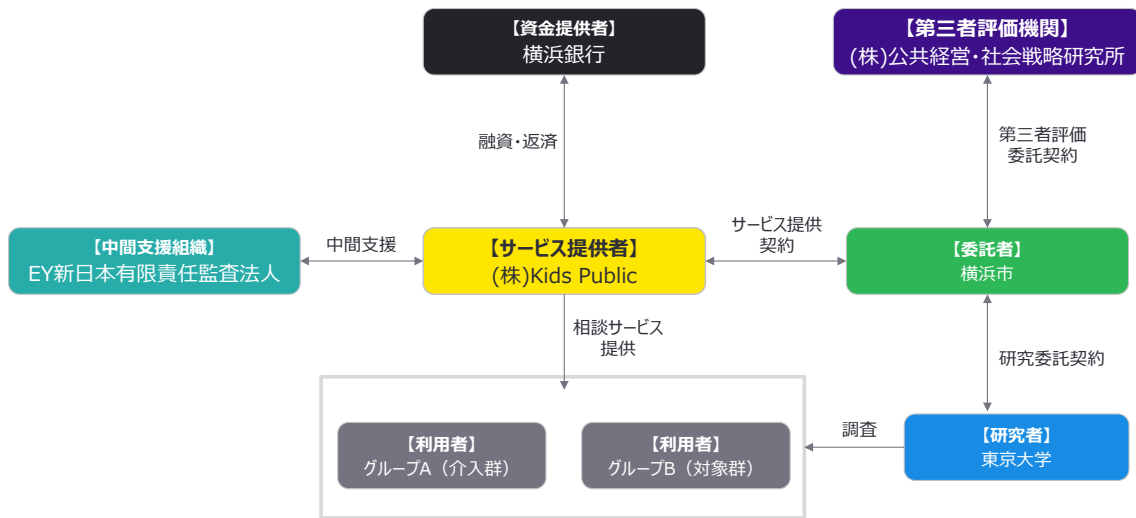 【資金提供者】
横浜銀行
【第三者評価機関】
(株)公共経営・社会戦略研究所
融資・返済
第三者評価
委託契約
【中間支援組織】
EY新日本有限責任監査法人
中間支援
【サービス提供者】
(株)Kids Public
サービス提供
契約
【委託者】
横浜市
相談サービス
提供
研究委託契約
【利用者】
グループA（介入群）
【利用者】
グループB（対象群）
調査
【研究者】
東京大学